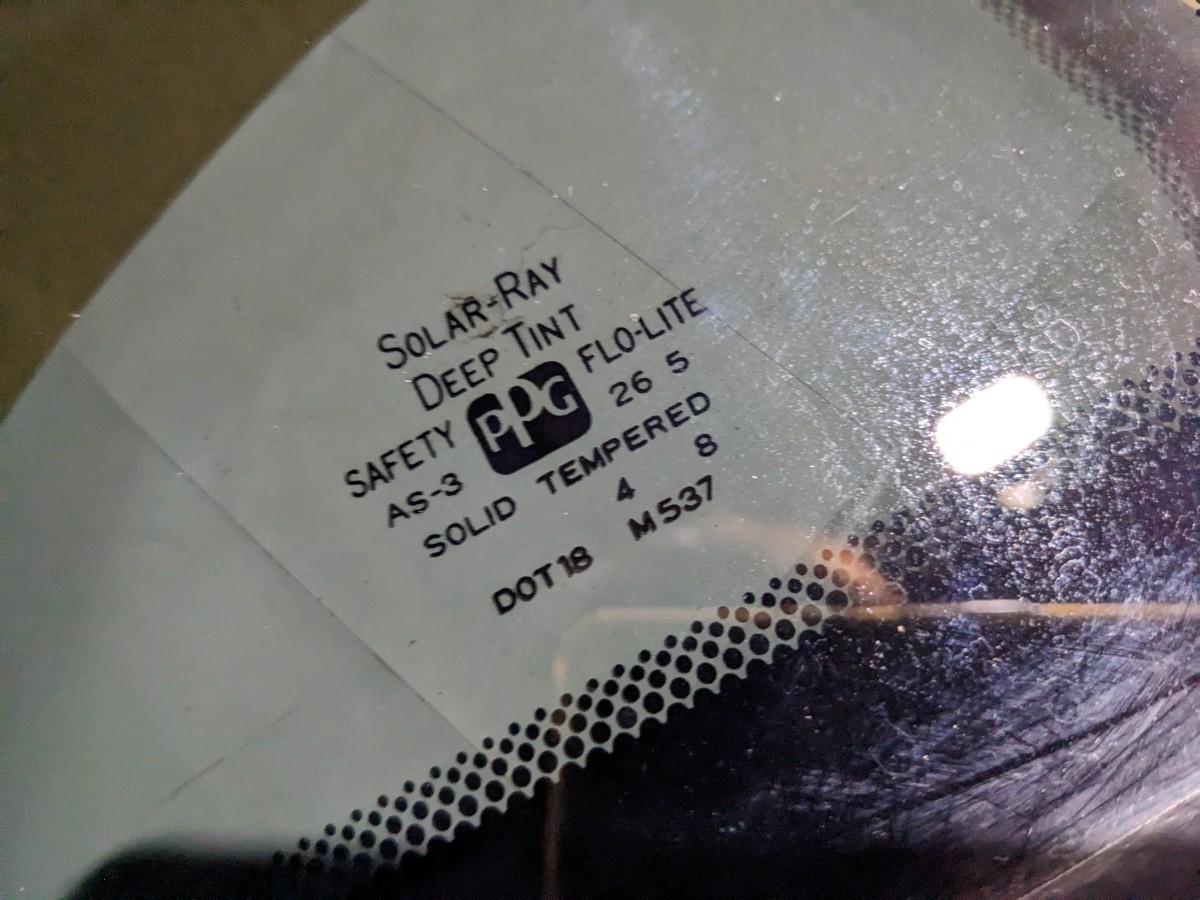 SOLAR-RAY
DEEP TINT
SAFETY PPG FLO-LITE
AS-3 26 5
SOLID TEMPERED
4 8
DOT18 M537